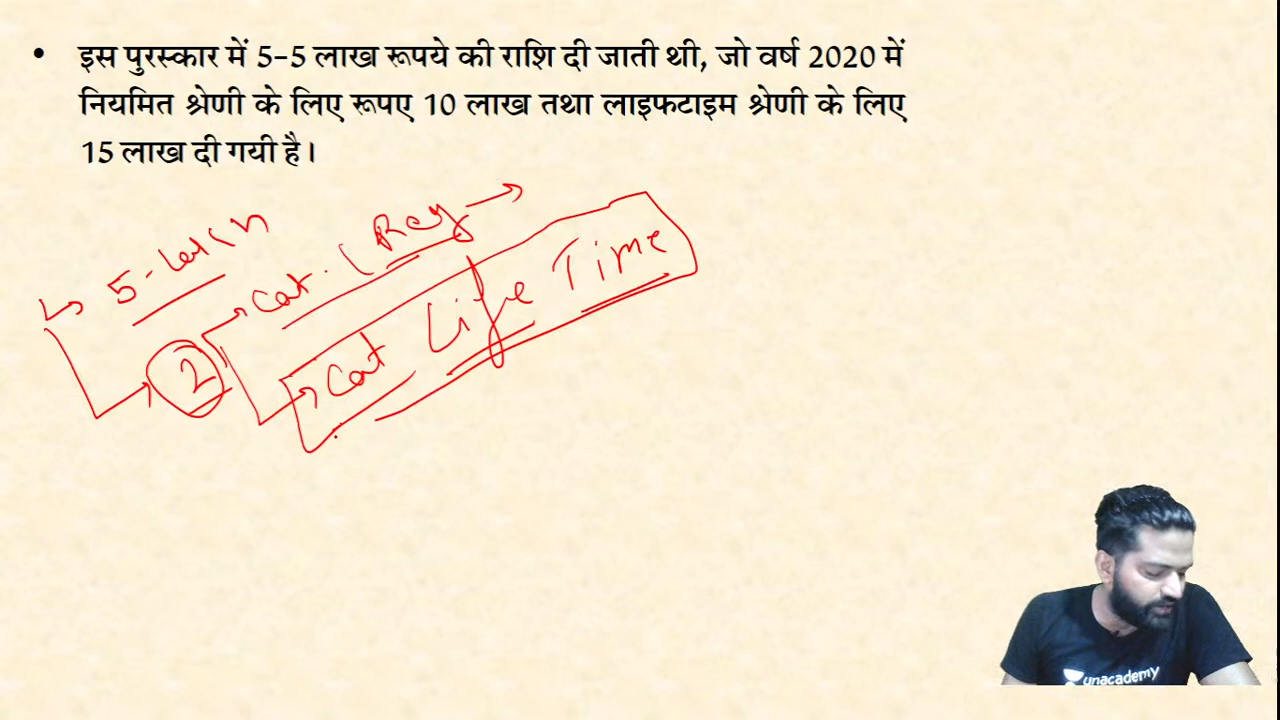 • इस पुरस्कार में 5-5 लाख रूपये की राशि दी जाती थी, जो वर्ष 2020 में
नियमित श्रेणी के लिए रूपए 10 लाख तथा लाइफटाइम श्रेणी के लिए
15 लाख दी गयी है।
5-
Cat. (Reg
2
Cat Life Time
unacademy